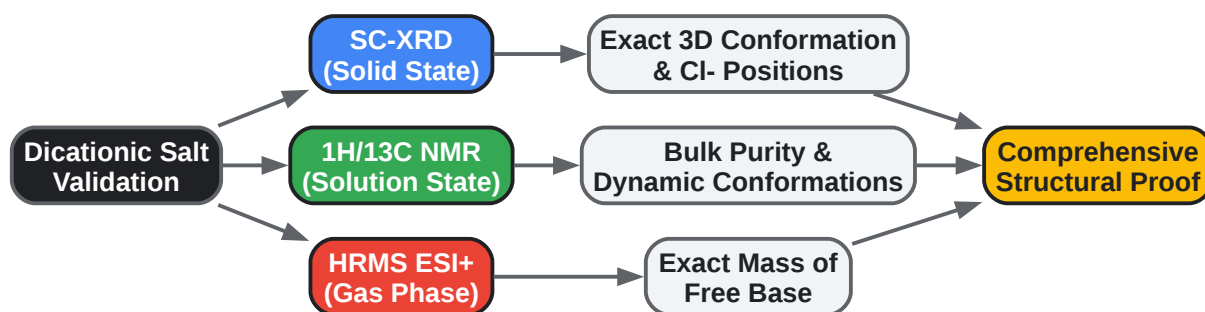 Dicationic Salt
Validation
SC-XRD
(Solid State)
Exact 3D Conformation
& Cl- Positions
1H/13C NMR
(Solution State)
Bulk Purity &
Dynamic Conformations
HRMS ESI+
(Gas Phase)
Exact Mass of
Free Base
Comprehensive
Structural Proof